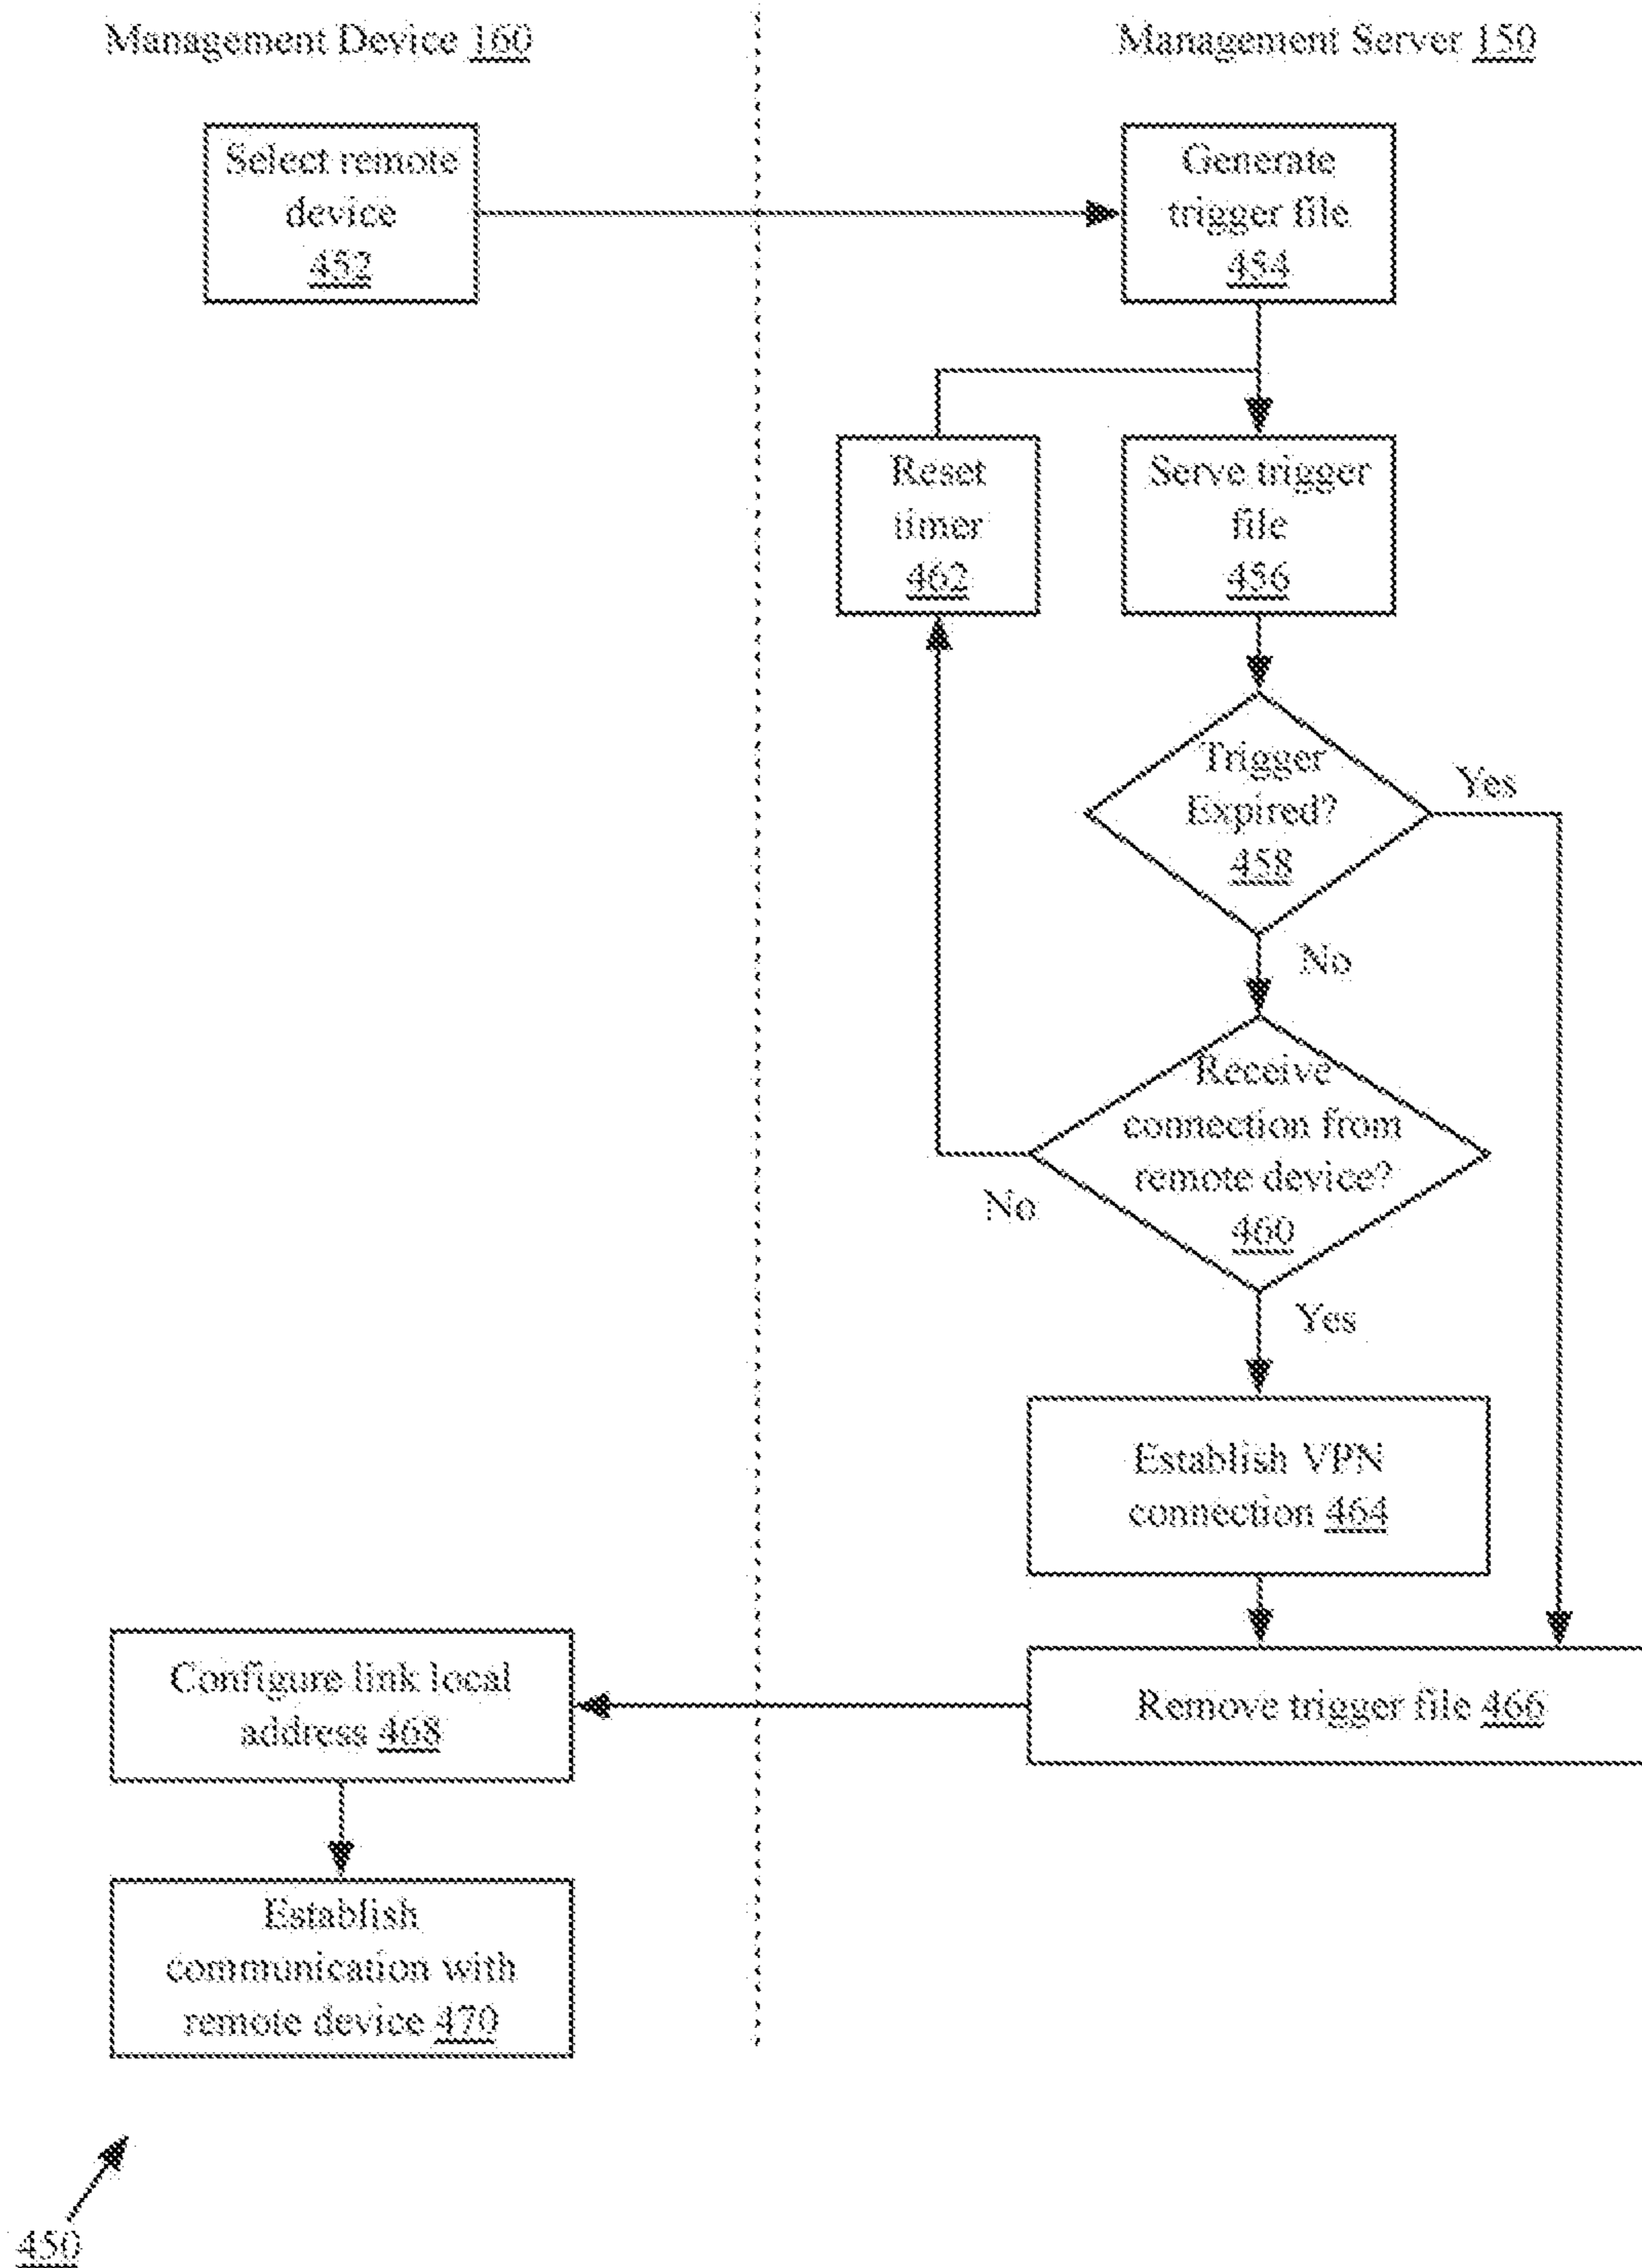 Management Device 160
Management Server 150
Select remote
device
452
Generate
trigger file
454
Reset
timer
462
Serve trigger
file
456
Trigger
Expired?
458
Yes
No
Receive
connection from
remote device?
460
No
Yes
Establish VPN
connection 464
Remove trigger file 466
Configure link local
address 468
Establish
communication with
remote device 470
450